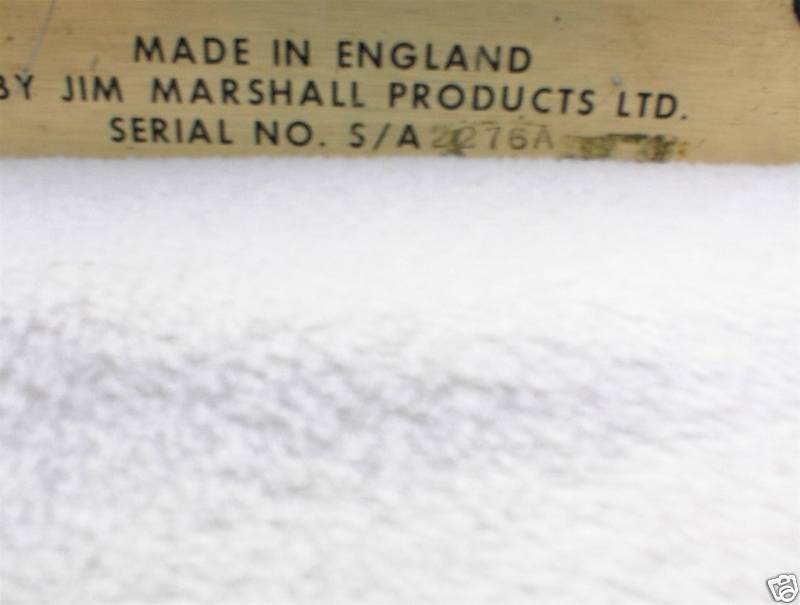 MADE IN ENGLAND
BY JIM MARSHALL PRODUCTS LTD.
SERIAL NO. S/A 2276A